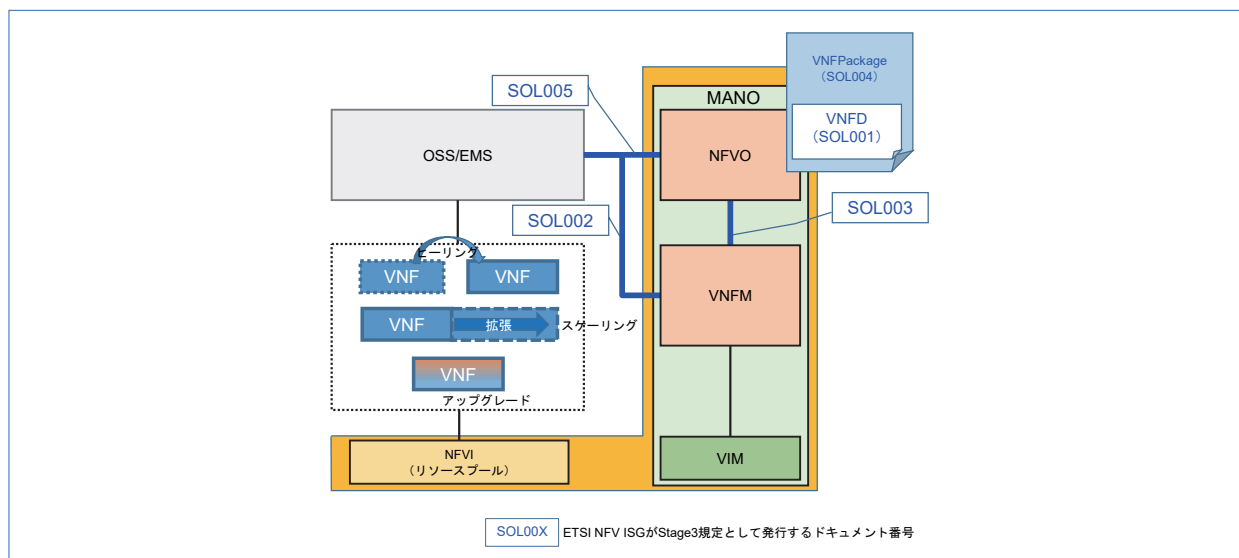 VNFPackage
（SOL004）
VNFD
（SOL001）
SOL005
MANO
OSS/EMS
NFVO
SOL002
SOL003
ヒーリング
VNF
VNF
VNFM
VNF
拡張
スケーリング
VNF
アップグレード
NFVI
（リソースプール）
VIM
SOL00X ETSI NFV ISGがStage3規定として発行するドキュメント番号